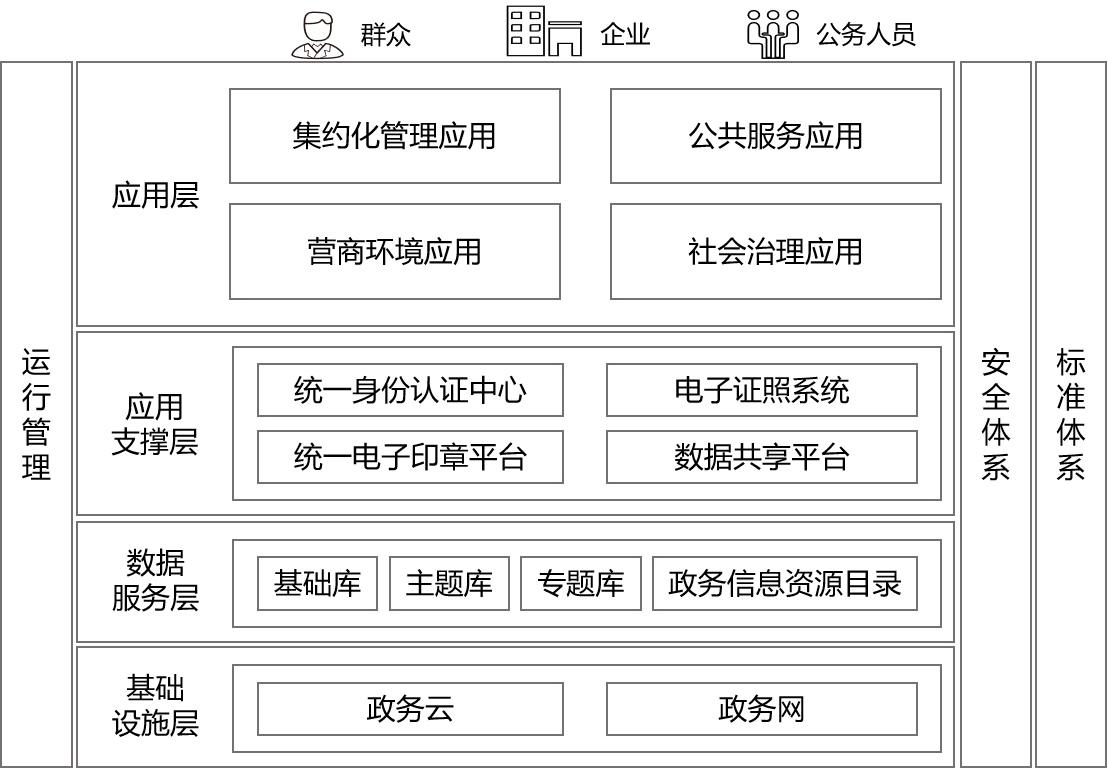 群众
企业
公务人员
运行管理
应用层
集约化管理应用
公共服务应用
营商环境应用
社会治理应用
应用
支撑层
统一身份认证中心
电子证照系统
统一电子印章平台
数据共享平台
数据
服务层
基础库
主题库
专题库
政务信息资源目录
基础
设施层
政务云
政务网
安全体系
标准体系